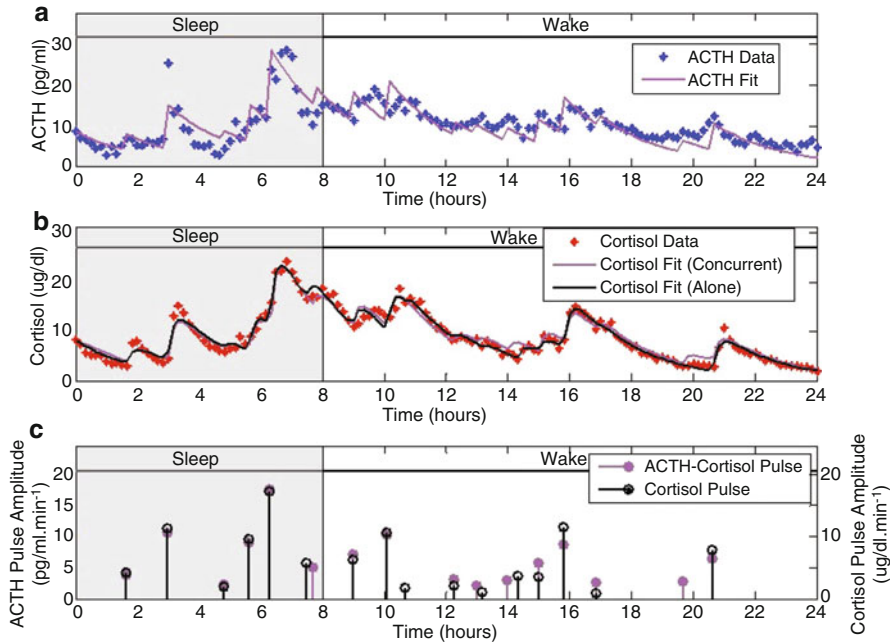 a
Sleep
Wake
30
20
10
0
ACTH (pg/ml)
ACTH Data
ACTH Fit
0 2 4 6 8 10 12 14 16 18 20 22 24
Time (hours)
b
Sleep
Wake
30
20
10
0
Cortisol (ug/dl)
Cortisol Data
Cortisol Fit (Concurrent)
Cortisol Fit (Alone)
0 2 4 6 8 10 12 14 16 18 20 22 24
Time (hours)
c
Sleep
Wake
20
15
10
5
0
ACTH Pulse Amplitude
(pg/ml.min-1)
ACTH-Cortisol Pulse
Cortisol Pulse
20
10
0
Cortisol Pulse Amplitude
(ug/dl.min-1)
0 2 4 6 8 10 12 14 16 18 20 22 24
Time (hours)